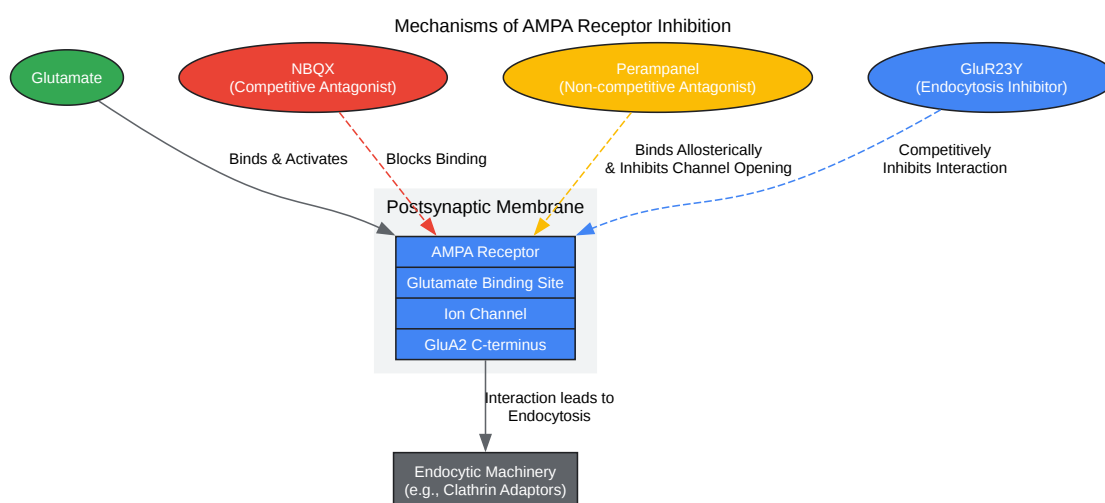 Mechanisms of AMPA Receptor Inhibition
Glutamate
NBQX
(Competitive Antagonist)
Perampanel
(Non-competitive Antagonist)
GluR23Y
(Endocytosis Inhibitor)
Binds & Activates
Blocks Binding
Binds Allosterically
& Inhibits Channel Opening
Competitively
Inhibits Interaction
Postsynaptic Membrane
AMPA Receptor
Glutamate Binding Site
Ion Channel
GluA2 C-terminus
Interaction leads to
Endocytosis
Endocytic Machinery
(e.g., Clathrin Adaptors)